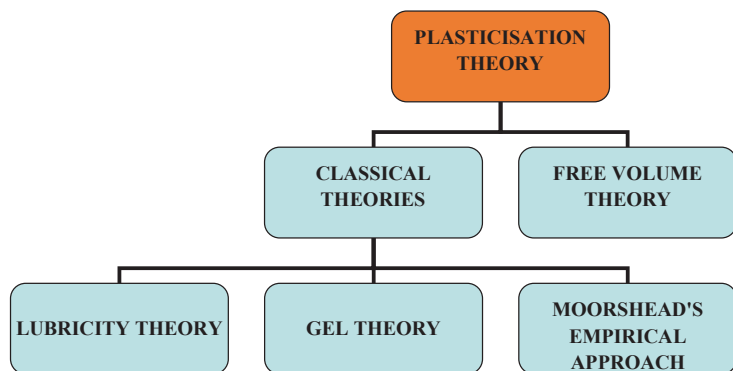 PLASTICISATION
THEORY
CLASSICAL
THEORIES
FREE VOLUME
THEORY
LUBRICITY THEORY
GEL THEORY
MOORSHEAD'S
EMPIRICAL
APPROACH